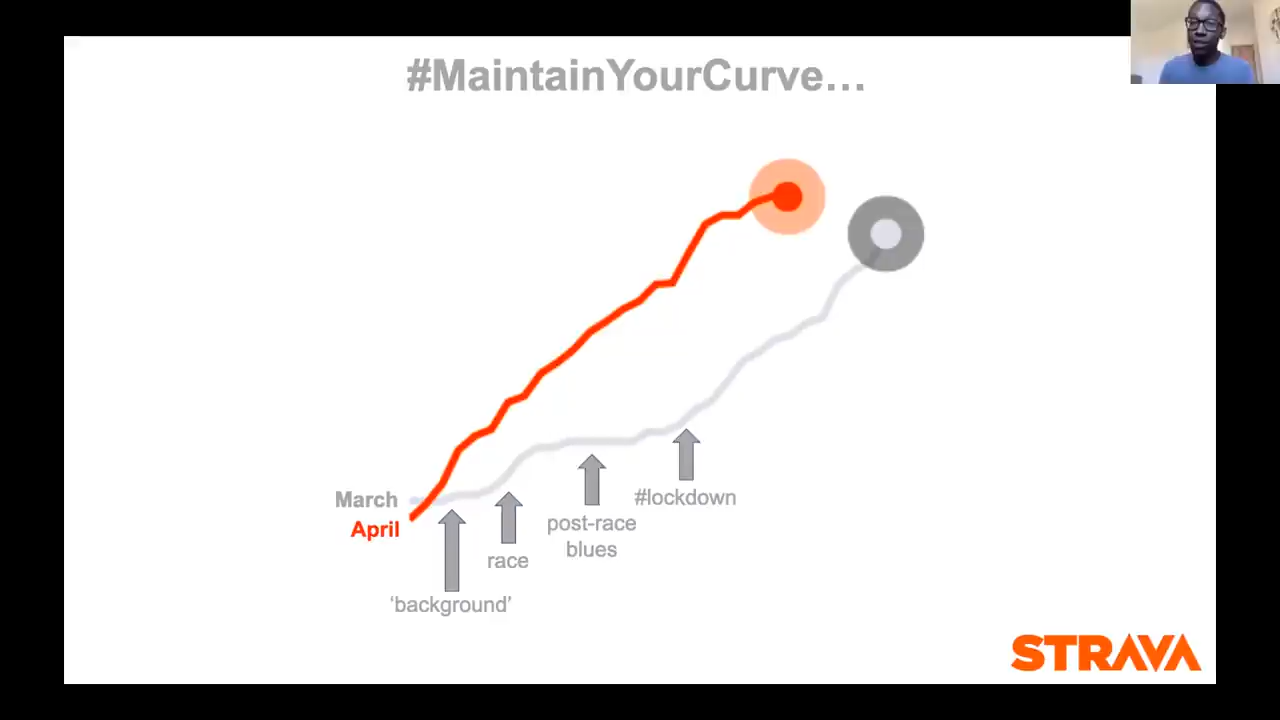 #MaintainYourCurve…
March
April
'background'
race
post-race
blues
#lockdown
STRAVA